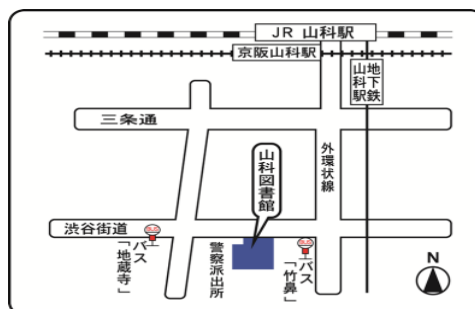 JR 山科駅
京阪山科駅
地下鉄
山科駅
三条通
山科図書館
外環状線
渋谷街道
バス
「地蔵寺」
警察派出所
バス
「竹鼻」
N